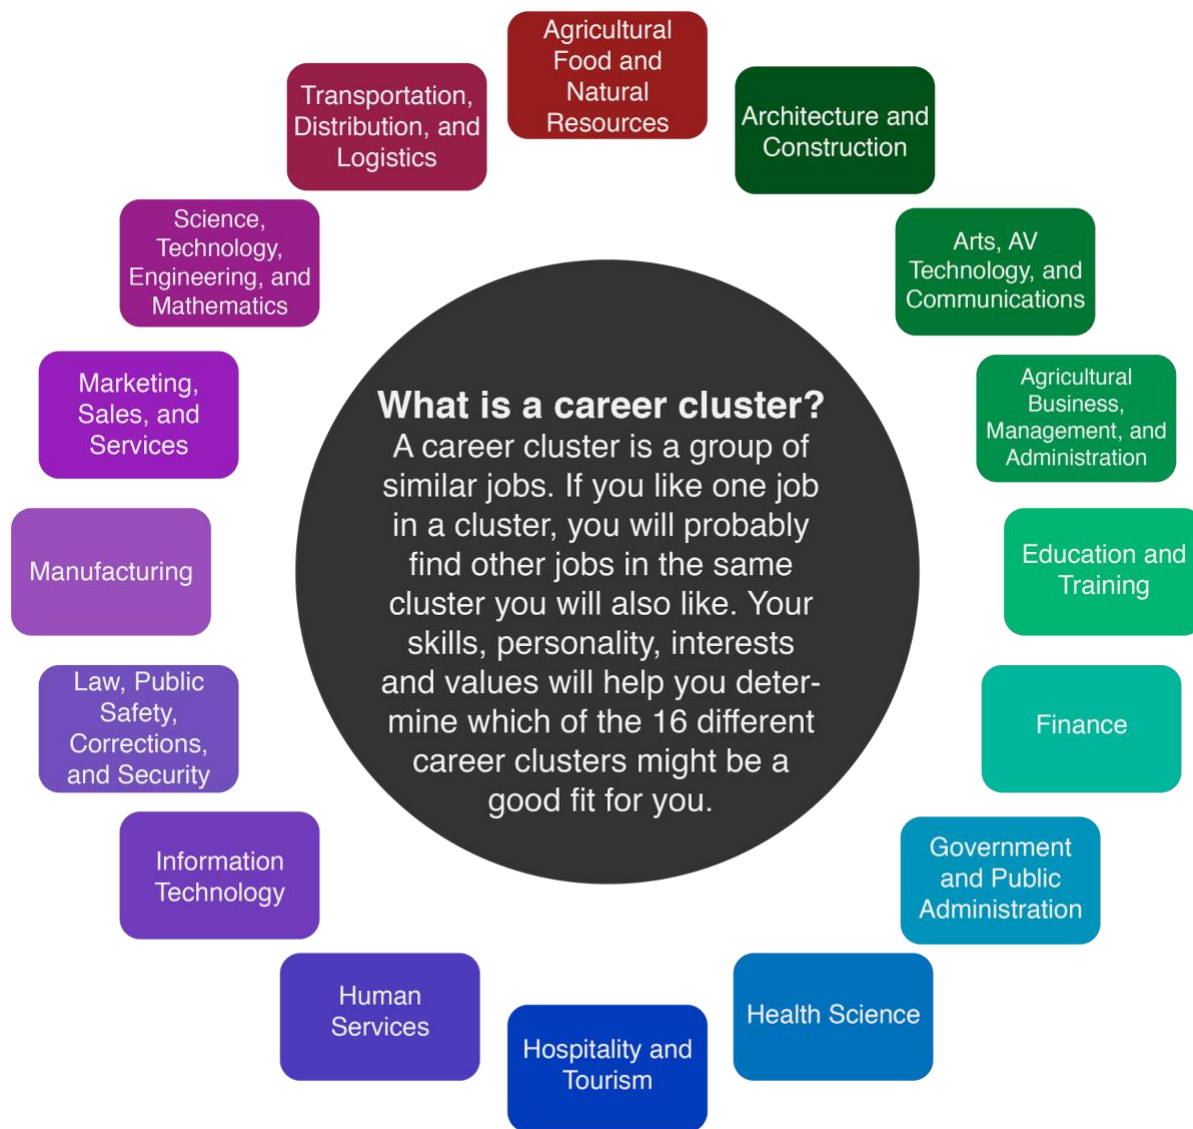 Agricultural
Food and
Natural
Resources
Architecture and
Construction
Arts, AV
Technology, and
Communications
Agricultural
Business,
Management, and
Administration
Education and
Training
Finance
Government
and Public
Administration
Health Science
Hospitality and
Tourism
Human
Services
Information
Technology
Law, Public
Safety,
Corrections,
and Security
Manufacturing
Marketing,
Sales, and
Services
Science,
Technology,
Engineering, and
Mathematics
Transportation,
Distribution, and
Logistics
What is a career cluster?
A career cluster is a group of
similar jobs. If you like one job
in a cluster, you will probably
find other jobs in the same
cluster you will also like. Your
skills, personality, interests
and values will help you deter-
mine which of the 16 different
career clusters might be a
good fit for you.